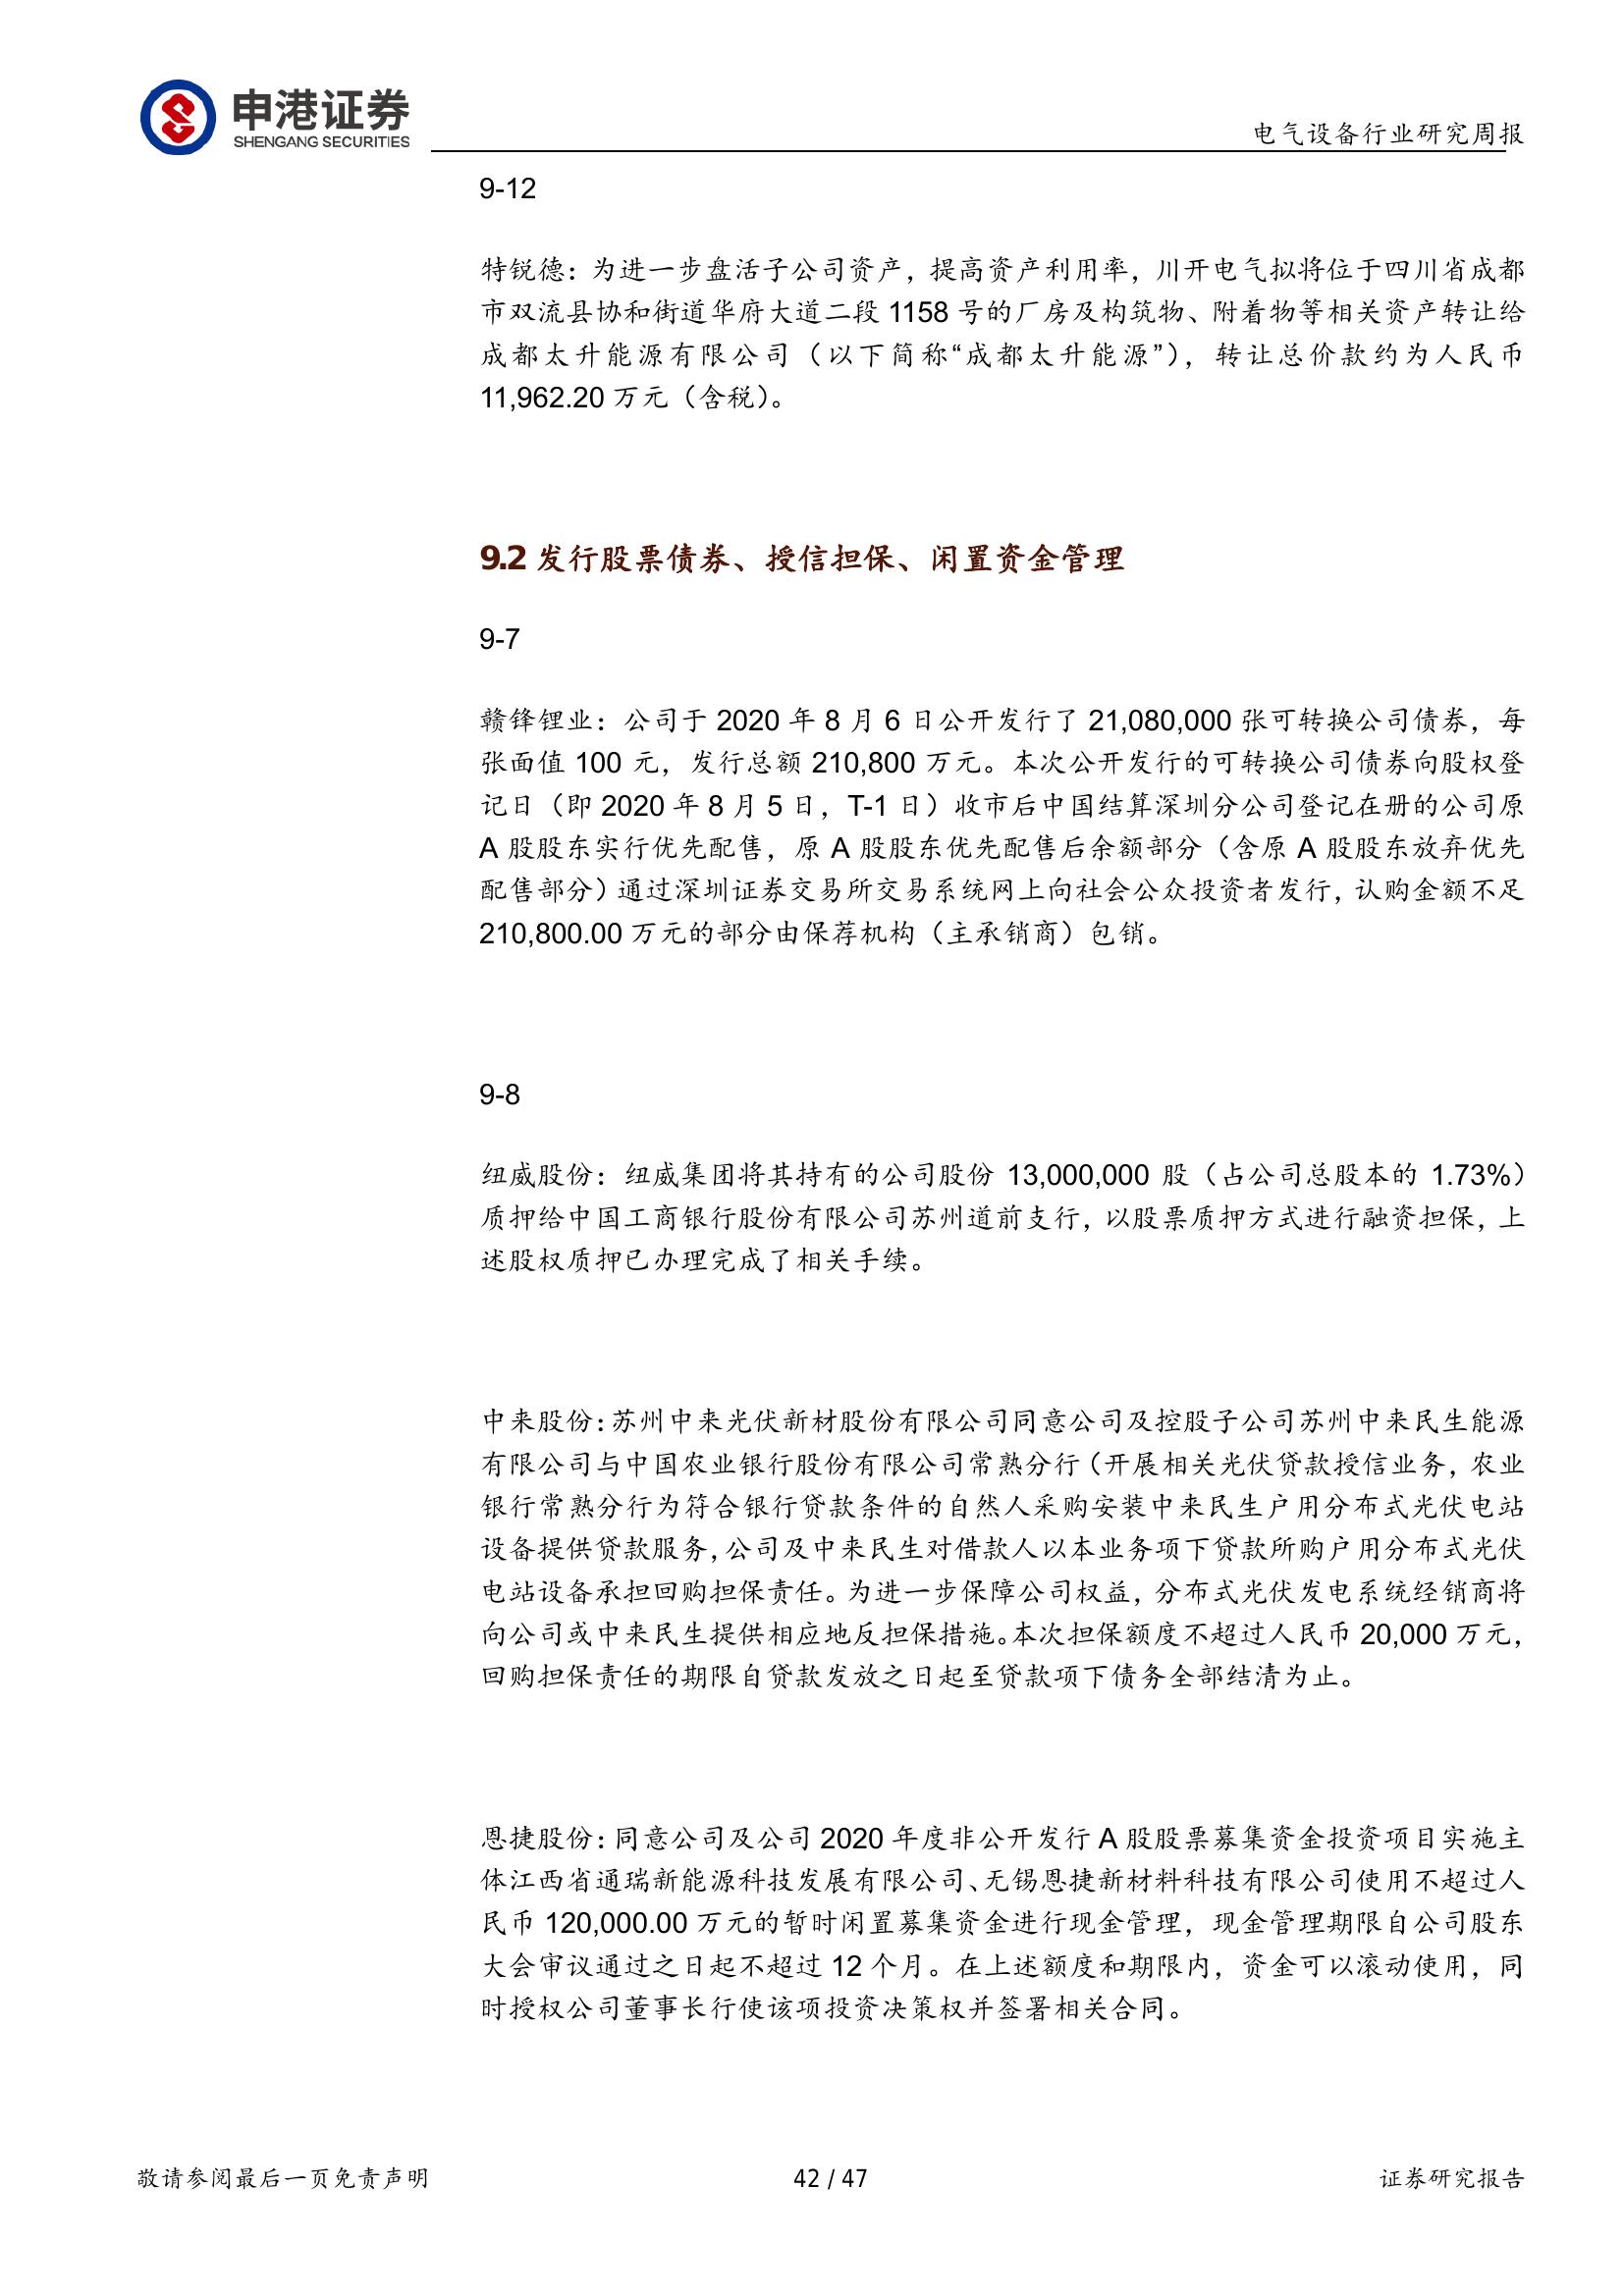 申港证券
SHENGANG SECURITIES
电气设备行业研究周报
9-12
特锐德：为进一步盘活子公司资产，提高资产利用率，川开电气拟将位于四川省成都
市双流县协和街道华府大道二段 1158 号的厂房及构筑物、附着物等相关资产转让给
成都太升能源有限公司（以下简称“成都太升能源”），转让总价款约为人民币
11,962.20 万元（含税）。
9.2 发行股票债券、授信担保、闲置资金管理
9-7
赣锋锂业：公司于 2020 年 8 月 6 日公开发行了 21,080,000 张可转换公司债券，每
张面值 100 元，发行总额 210,800 万元。本次公开发行的可转换公司债券向股权登
记日（即 2020 年 8 月 5 日，T-1 日）收市后中国结算深圳分公司登记在册的公司原
A 股股东实行优先配售，原 A 股股东优先配售后余额部分（含原 A 股股东放弃优先
配售部分）通过深圳证券交易所交易系统网上向社会公众投资者发行，认购金额不足
210,800.00 万元的部分由保荐机构（主承销商）包销。
9-8
纽威股份：纽威集团将其持有的公司股份 13,000,000 股（占公司总股本的 1.73%）
质押给中国工商银行股份有限公司苏州道前支行，以股票质押方式进行融资担保，上
述股权质押已办理完成了相关手续。
中来股份：苏州中来光伏新材股份有限公司同意公司及控股子公司苏州中来民生能源
有限公司与中国农业银行股份有限公司常熟分行（开展相关光伏贷款授信业务，农业
银行常熟分行为符合银行贷款条件的自然人采购安装中来民生户用分布式光伏电站
设备提供贷款服务，公司及中来民生对借款人以本业务项下贷款所购户用分布式光伏
电站设备承担回购担保责任。为进一步保障公司权益，分布式光伏发电系统经销商将
向公司或中来民生提供相应地反担保措施。本次担保额度不超过人民币 20,000 万元，
回购担保责任的期限自贷款发放之日起至贷款项下债务全部结清为止。
恩捷股份：同意公司及公司 2020 年度非公开发行 A 股股票募集资金投资项目实施主
体江西省通瑞新能源科技发展有限公司、无锡恩捷新材料科技有限公司使用不超过人
民币 120,000.00 万元的暂时闲置募集资金进行现金管理，现金管理期限自公司股东
大会审议通过之日起不超过 12 个月。在上述额度和期限内，资金可以滚动使用，同
时授权公司董事长行使该项投资决策权并签署相关合同。
敬请参阅最后一页免责声明
42 / 47
证券研究报告